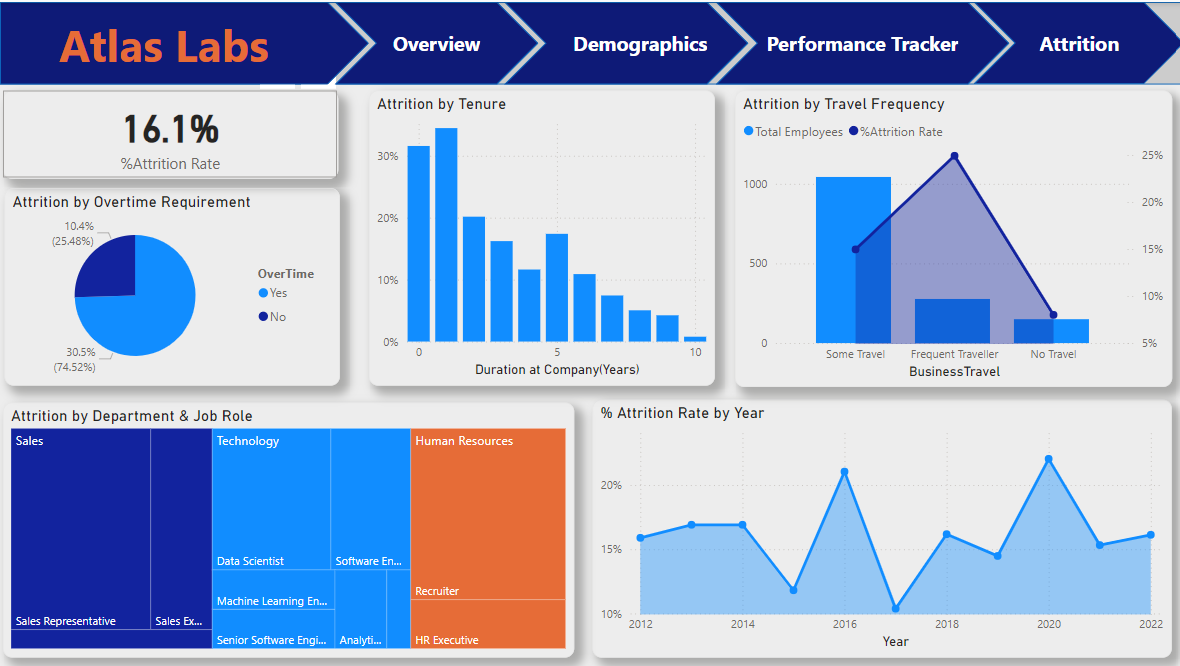 Atlas Labs
Overview
Demographics
Performance Tracker
Attrition
16.1%
%Attrition Rate
Attrition by Overtime Requirement
10.4%
(25.48%)
30.5%
(74.52%)
OverTime
Yes
No
Attrition by Tenure
30%
20%
10%
0%
0
5
10
Duration at Company(Years)
Attrition by Travel Frequency
Total Employees
%Attrition Rate
1000
500
0
25%
20%
15%
10%
5%
Some Travel
Frequent Traveller
No Travel
BusinessTravel
Attrition by Department & Job Role
Sales
Sales Representative
Sales Ex...
Technology
Data Scientist
Software En...
Machine Learning En...
Senior Software Engi...
Analyti...
Human Resources
Recruiter
HR Executive
% Attrition Rate by Year
20%
15%
10%
2012
2014
2016
2018
2020
2022
Year